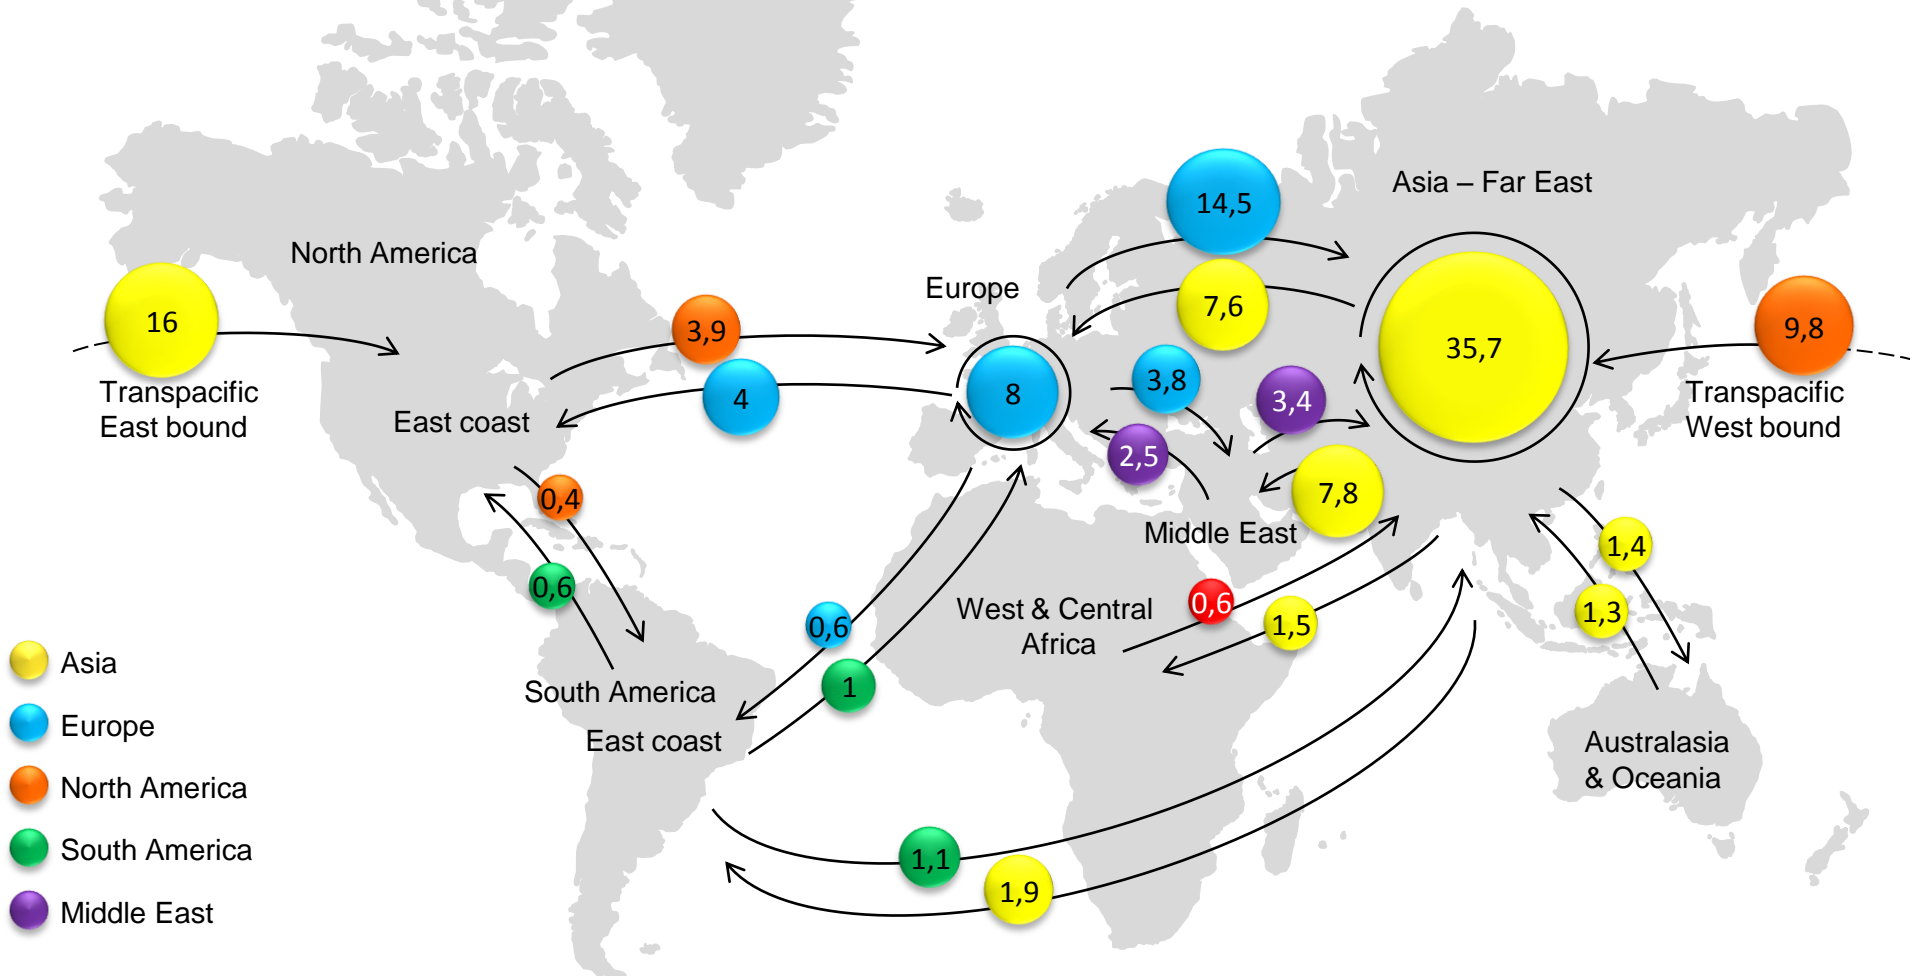 Asia – Far East
14,5
North America
Europe
7,6
16
3,9
35,7
9,8
Transpacific
East bound
4
8
3,8
3,4
Transpacific
West bound
East coast
2,5
7,8
0,4
Middle East
1,4
0,6
0,6
1,5
1,3
West & Central
Africa
0,6
1
South America
East coast
Australasia
& Oceania
1,1
1,9
Asia
Europe
North America
South America
Middle East